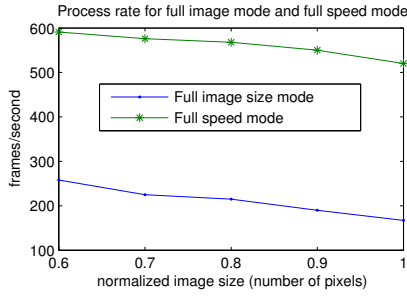 Process rate for full image mode and full speed mode
600
500
400
300
200
100
frames/second
Full image size mode
Full speed mode
0.6 0.7 0.8 0.9 1
normalized image size (number of pixels)